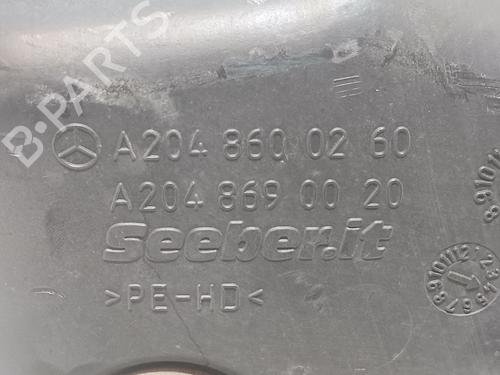 B-PARTS
A204 860 02 60
A204 869 00 20
Seeber.it
>PE-HD<